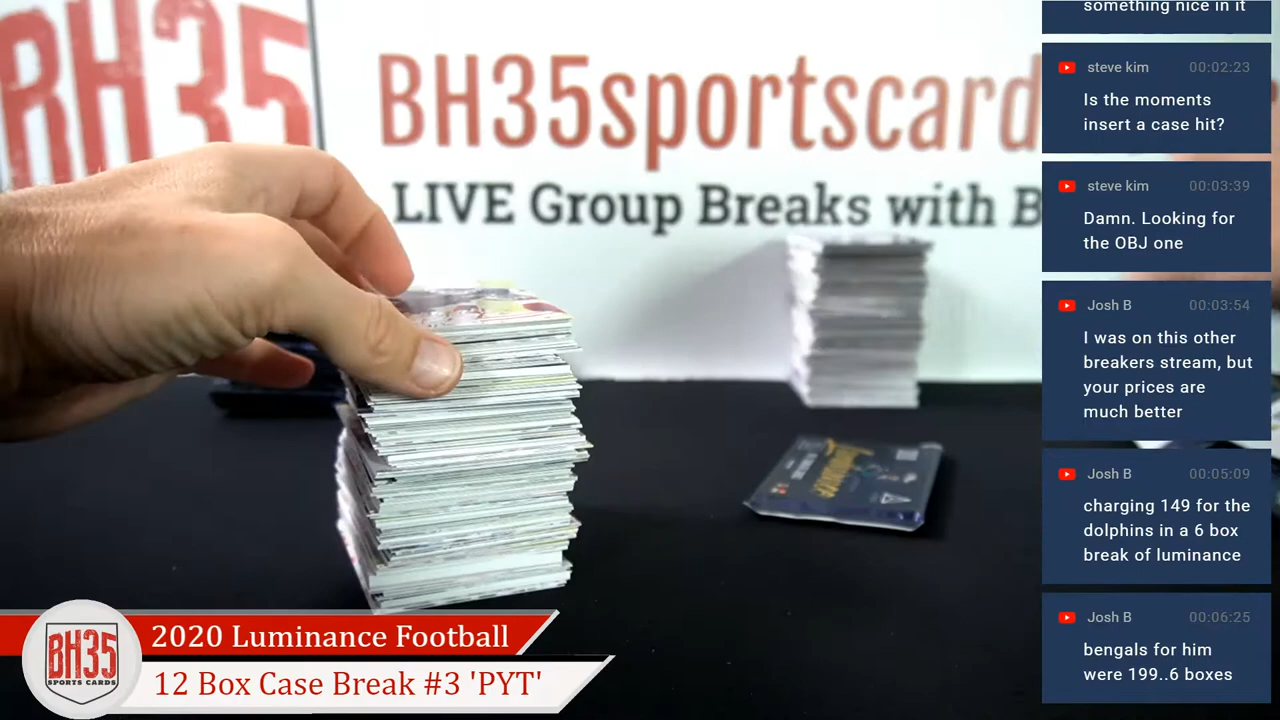 BH35
BH35sportscard
LIVE Group Breaks with B
Luminance
something nice in it
steve kim 00:02:23
Is the moments
insert a case hit?
steve kim 00:03:39
Damn. Looking for
the OBJ one
Josh B 00:03:54
I was on this other
breakers stream, but
your prices are
much better
Josh B 00:05:09
charging 149 for the
dolphins in a 6 box
break of luminance
Josh B 00:06:25
bengals for him
were 199..6 boxes
BH35
SPORTS CARDS
2020 Luminance Football
12 Box Case Break #3 'PYT'